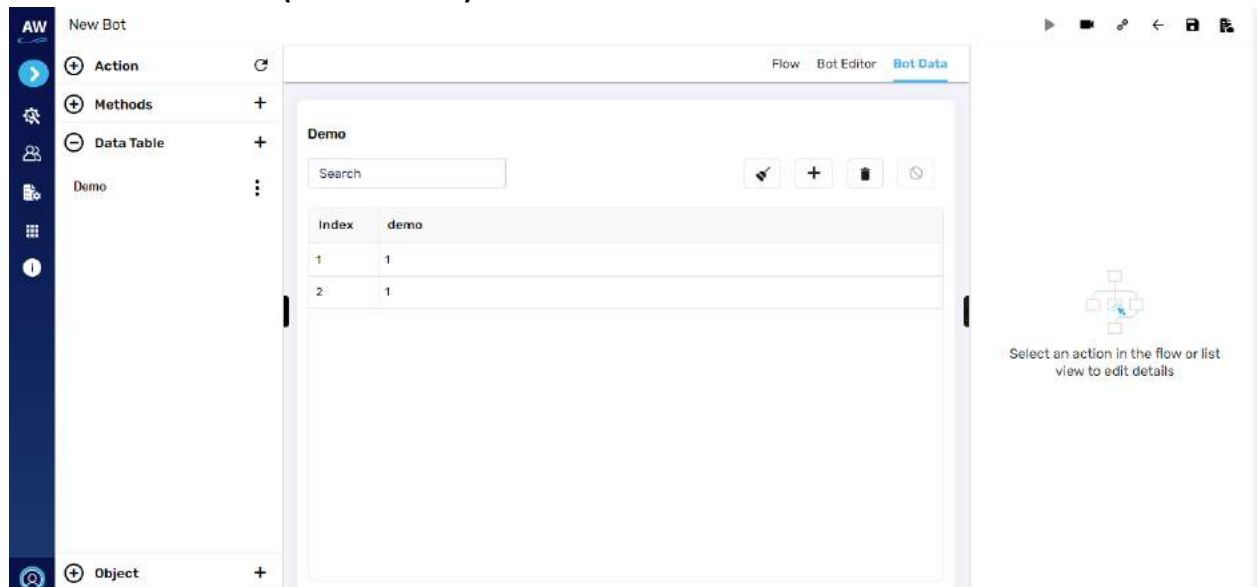 AW
New Bot
Action
Methods
Data Table
Demo
Object
Flow Bot Editor Bot Data
Demo
Search
Index demo
1 1
2 1
Select an action in the flow or list
view to edit details